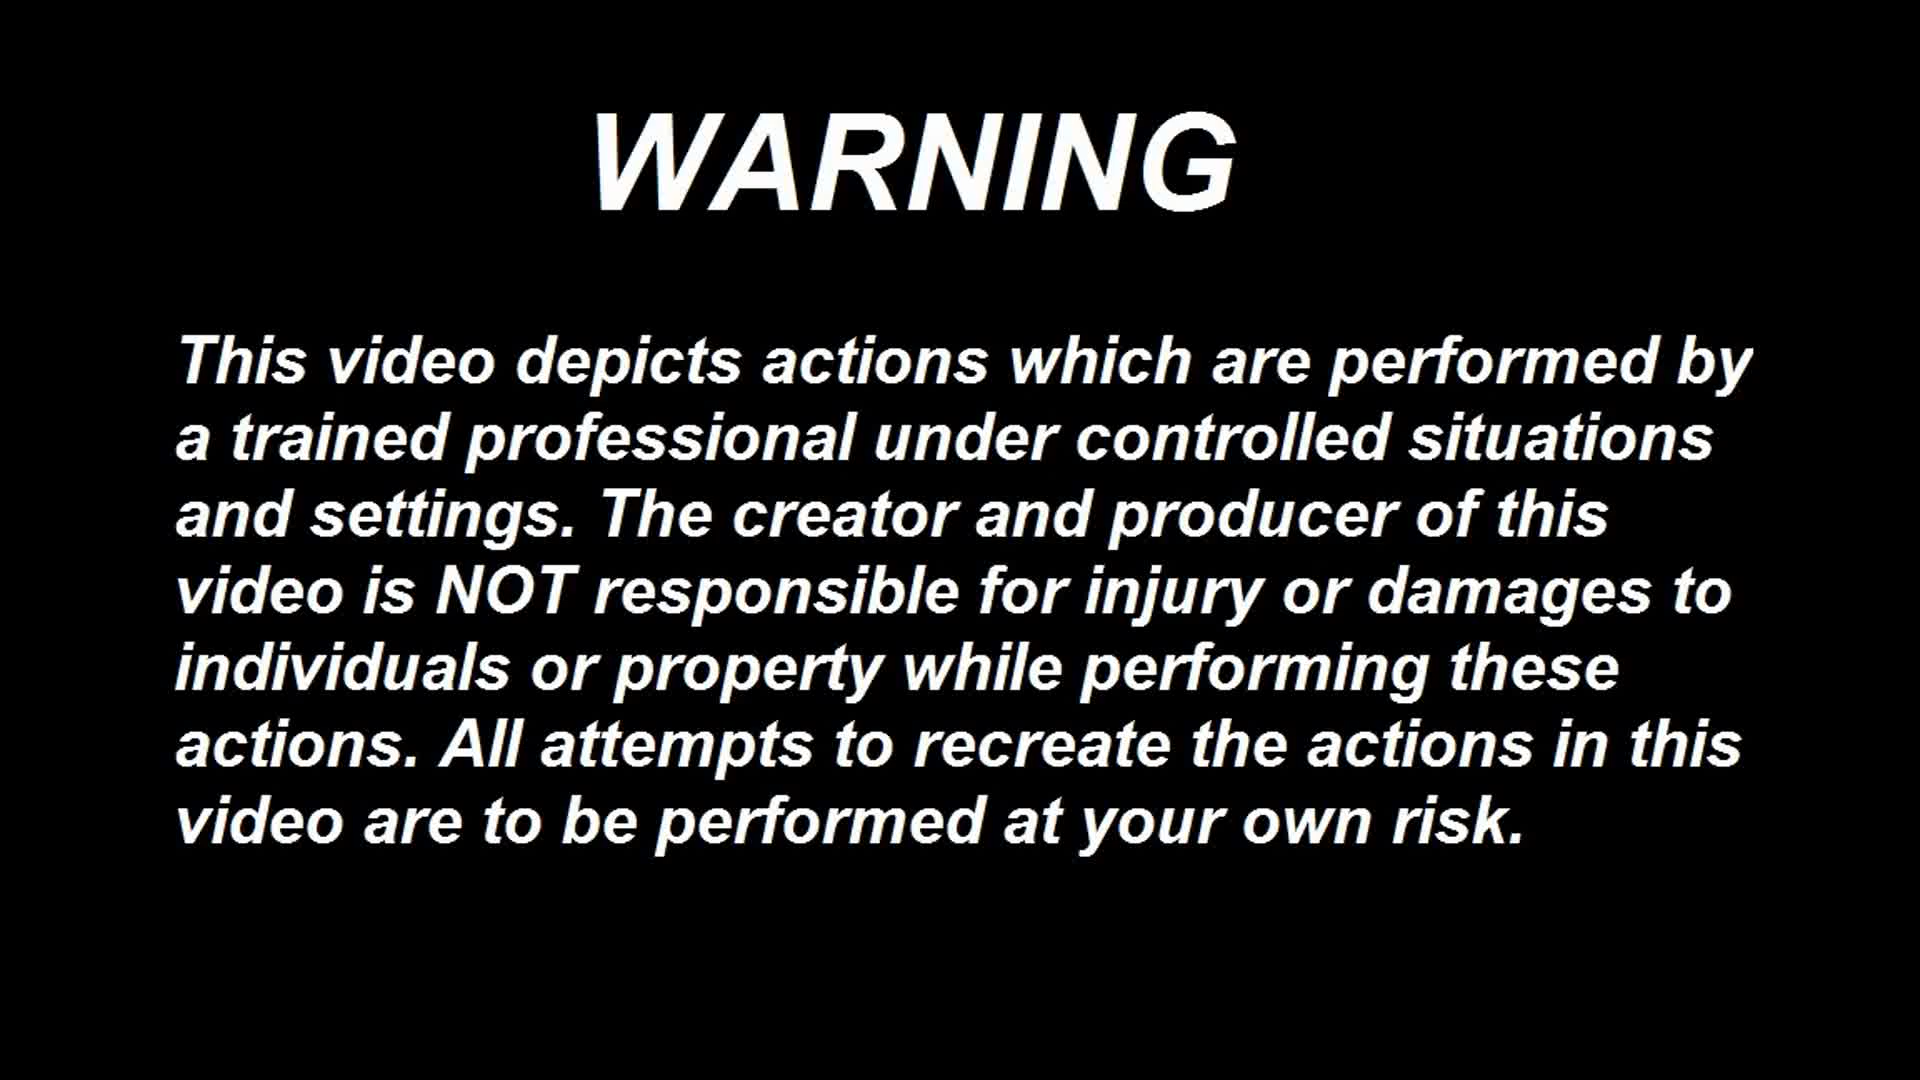 WARNING
This video depicts actions which are performed by
a trained professional under controlled situations
and settings. The creator and producer of this
video is NOT responsible for injury or damages to
individuals or property while performing these
actions. All attempts to recreate the actions in this
video are to be performed at your own risk.